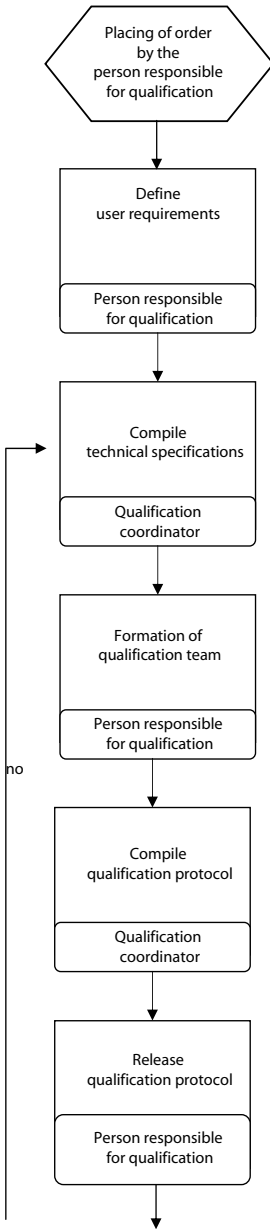 Placing of order
by the
person responsible
for qualification
Define
user requirements
Person responsible
for qualification
Compile
technical specifications
Qualification
coordinator
Formation of
qualification team
Person responsible
for qualification
no
Compile
qualification protocol
Qualification
coordinator
Release
qualification protocol
Person responsible
for qualification